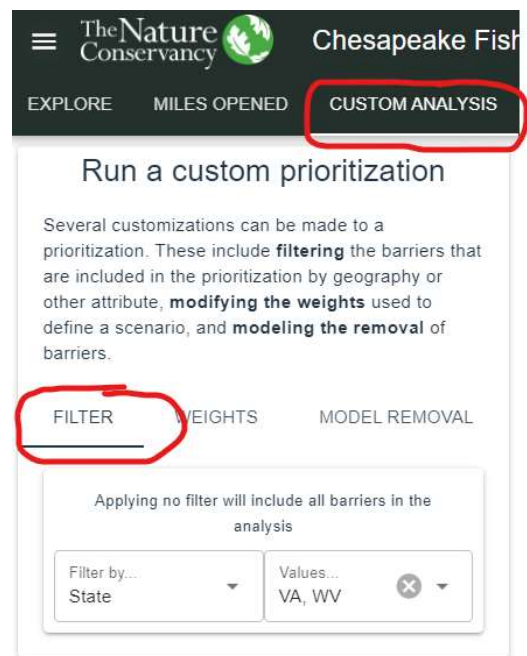 The Nature
Conservancy
Chesapeake Fish
EXPLORE MILES OPENED CUSTOM ANALYSIS
Run a custom prioritization
Several customizations can be made to a
prioritization. These include filtering the barriers that
are included in the prioritization by geography or
other attribute, modifying the weights used to
define a scenario, and modeling the removal of
barriers.
FILTER WEIGHTS MODEL REMOVAL
Applying no filter will include all barriers in the
analysis
Filter by...
State
Values...
VA, WV